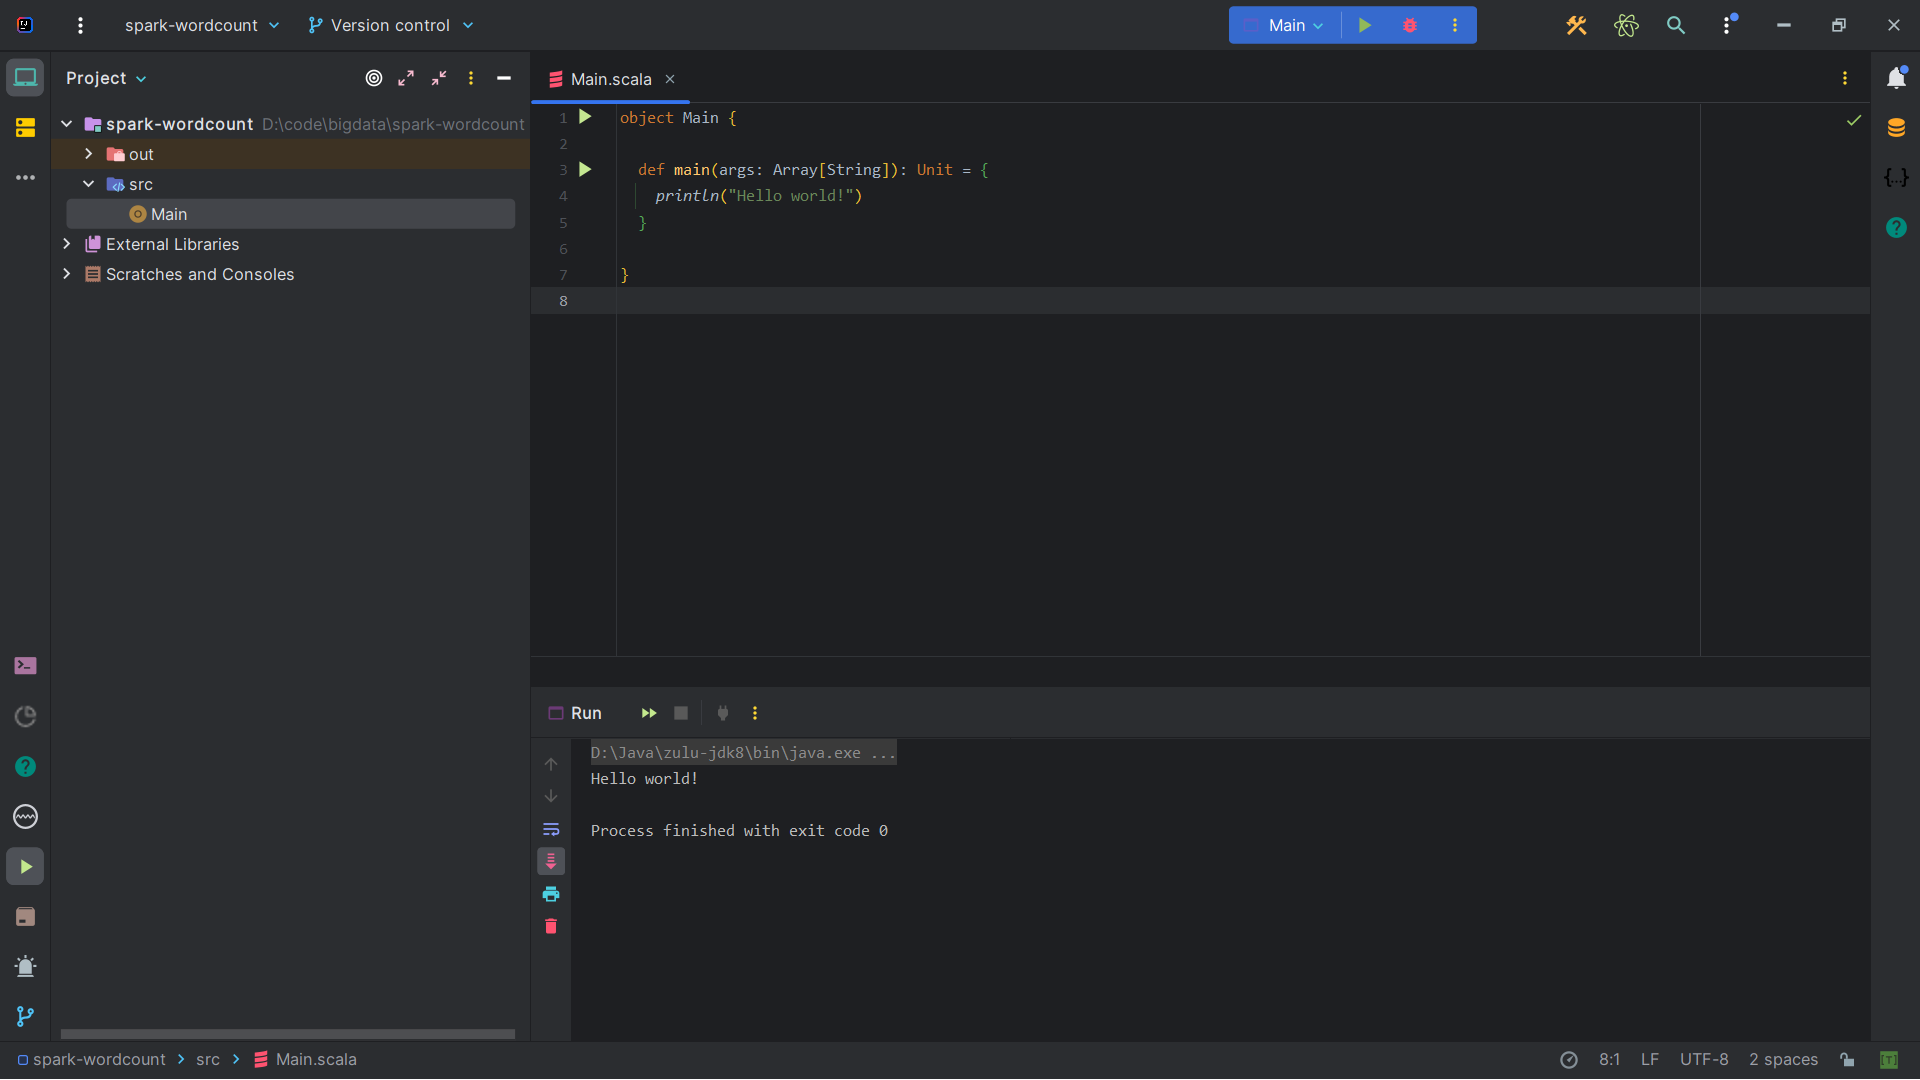 spark-wordcount
Version control
Main
Project
Main.scala
spark-wordcount D:\code\bigdata\spark-wordcount
out
src
Main
External Libraries
Scratches and Consoles
1 object Main {
2
3 def main(args: Array[String]): Unit = {
4 println("Hello world!")
5 }
6
7 }
8
Run
D:\Java\zulu-jdk8\bin\java.exe ...
Hello world!
Process finished with exit code 0
spark-wordcount > src > Main.scala
8:1 LF UTF-8 2 spaces